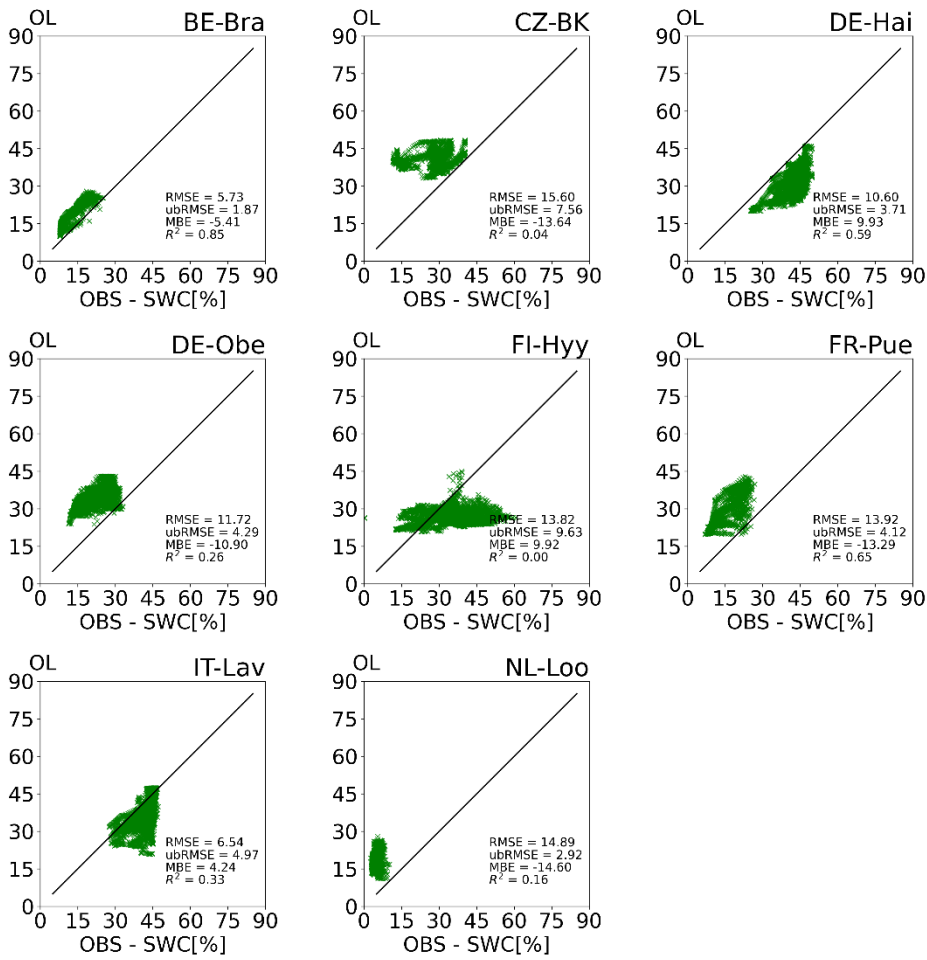 OL BE-Bra
90
75
60
45
30
15
0
RMSE = 5.73
ubRMSE = 1.87
MBE = -5.41
R² = 0.85
0 15 30 45 60 75 90
OBS - SWC[%]
OL CZ-BK
90
75
60
45
30
15
0
RMSE = 15.60
ubRMSE = 7.56
MBE = -13.64
R² = 0.04
0 15 30 45 60 75 90
OBS - SWC[%]
OL DE-Hai
90
75
60
45
30
15
0
RMSE = 10.60
ubRMSE = 3.71
MBE = 9.93
R² = 0.59
0 15 30 45 60 75 90
OBS - SWC[%]
OL DE-Obe
90
75
60
45
30
15
0
RMSE = 11.72
ubRMSE = 4.29
MBE = -10.90
R² = 0.26
0 15 30 45 60 75 90
OBS - SWC[%]
OL FI-Hyy
90
75
60
45
30
15
0
RMSE = 13.82
ubRMSE = 9.63
MBE = 9.92
R² = 0.00
0 15 30 45 60 75 90
OBS - SWC[%]
OL FR-Pue
90
75
60
45
30
15
0
RMSE = 13.92
ubRMSE = 4.12
MBE = -13.29
R² = 0.65
0 15 30 45 60 75 90
OBS - SWC[%]
OL IT-Lav
90
75
60
45
30
15
0
RMSE = 6.54
ubRMSE = 4.97
MBE = 4.24
R² = 0.33
0 15 30 45 60 75 90
OBS - SWC[%]
OL NL-Loo
90
75
60
45
30
15
0
RMSE = 14.89
ubRMSE = 2.92
MBE = -14.60
R² = 0.16
0 15 30 45 60 75 90
OBS - SWC[%]